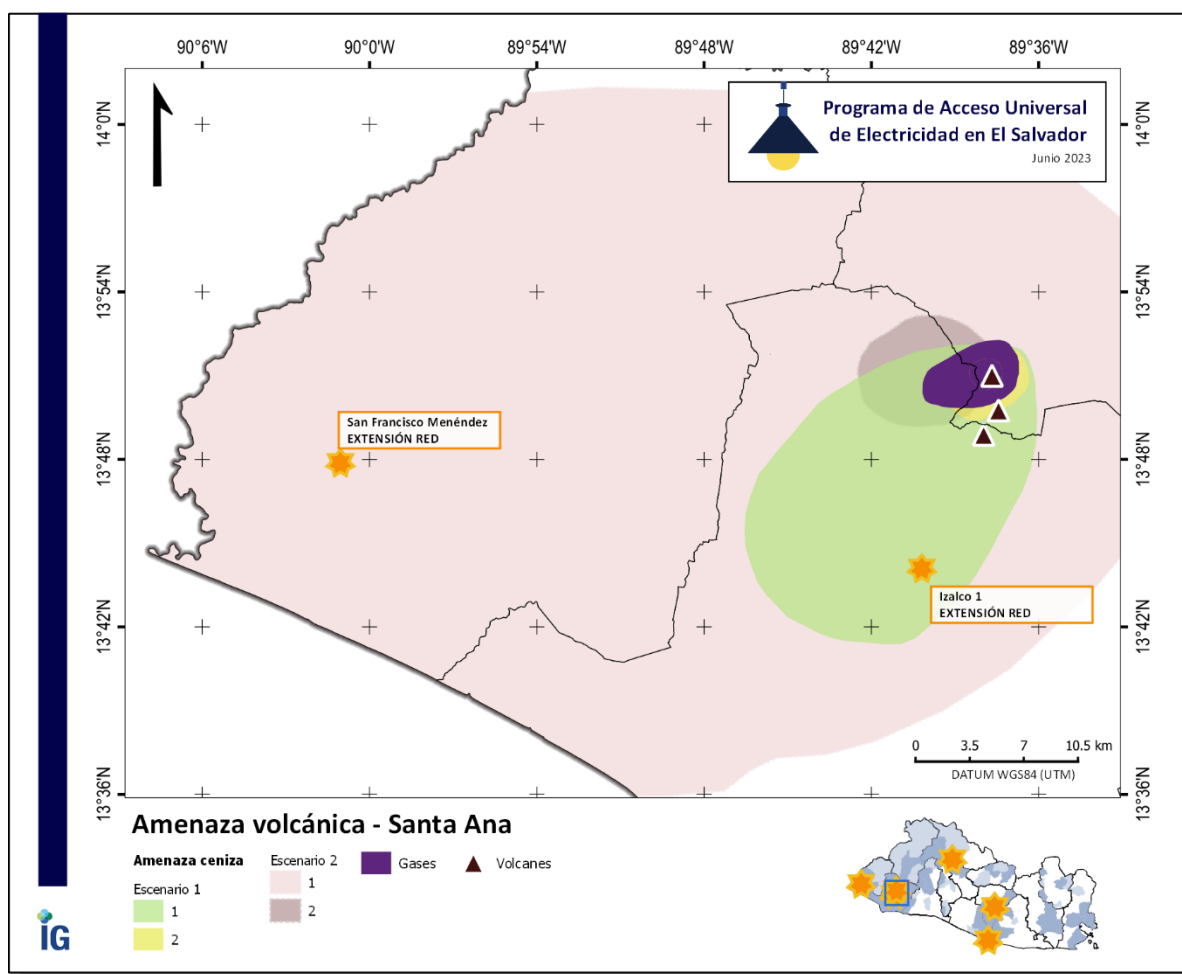 90°6'W 90°0'W 89°54'W 89°48'W 89°42'W 89°36'W
Programa de Acceso Universal
de Electricidad en El Salvador
Junio 2023
14°0'N 14°0'N
13°54'N 13°54'N
San Francisco Menéndez
EXTENSIÓN RED
13°48'N 13°48'N
Izalco 1
EXTENSIÓN RED
13°42'N 13°42'N
0 3.5 7 10.5 km
DATUM WGS84 (UTM)
13°36'N 13°36'N
Amenaza volcánica - Santa Ana
Amenaza ceniza
Escenario 1
1
2
Escenario 2
1
2
Gases
Volcanes
IG